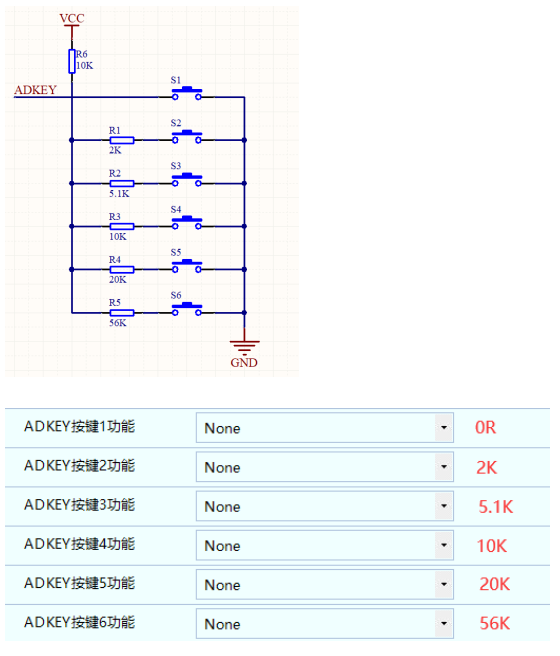 VCC
R6
10K
ADKEY
S1
R1
S2
2K
R2
S3
5.1K
R3
S4
10K
R4
S5
20K
R5
S6
56K
GND
ADKEY按键1功能 None 0R
ADKEY按键2功能 None 2K
ADKEY按键3功能 None 5.1K
ADKEY按键4功能 None 10K
ADKEY按键5功能 None 20K
ADKEY按键6功能 None 56K